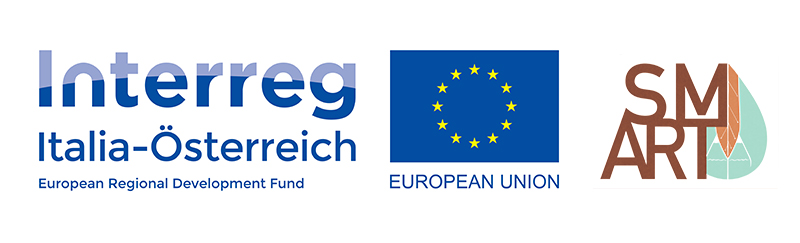 Interreg
Italia-Österreich
European Regional Development Fund
EUROPEAN UNION
SM
ART